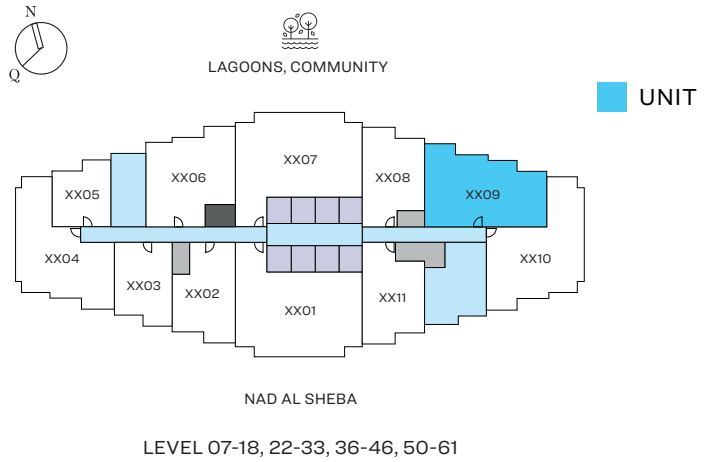 N
Q
LAGOONS, COMMUNITY
UNIT
XX07
XX06
XX08
XX05
XX09
XX04
XX10
XX03
XX02
XX01
XX11
NAD AL SHEBA
LEVEL 07-18, 22-33, 36-46, 50-61